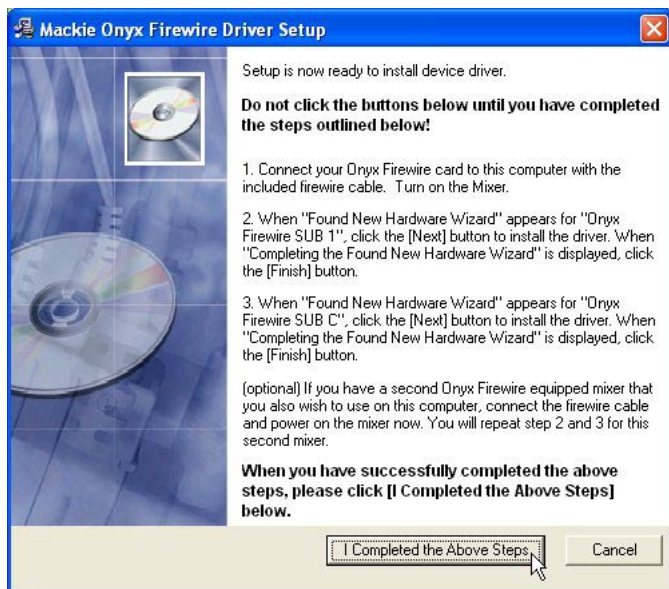 Mackie Onyx Firewire Driver Setup
Setup is now ready to install device driver.
Do not click the buttons below until you have completed
the steps outlined below!
1. Connect your Onyx Firewire card to this computer with the
included firewire cable.  Turn on the Mixer.
2. When "Found New Hardware Wizard" appears for "Onyx
Firewire SUB 1", click the [Next] button to install the driver. When
"Completing the Found New Hardware Wizard" is displayed, click
the [Finish] button.
3. When "Found New Hardware Wizard" appears for "Onyx
Firewire SUB C", click the [Next] button to install the driver. When
"Completing the Found New Hardware Wizard" is displayed, click
the [Finish] button.
(optional) If you have a second Onyx Firewire equipped mixer that
you also wish to use on this computer, connect the firewire cable
and power on the mixer now. You will repeat step 2 and 3 for this
second mixer.
When you have successfully completed the above
steps, please click [I Completed the Above Steps]
below.
I Completed the Above Steps
Cancel